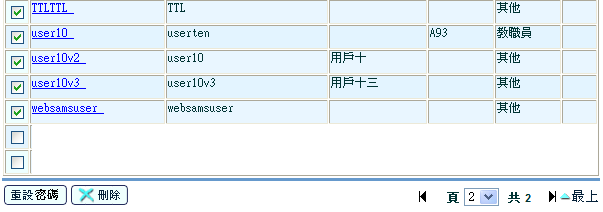 TTLTTL TTL 其他
user10 userten A93 教職員
user10v2 user10 用戶十 其他
user10v3 user10v3 用戶十三 其他
websamsuser websamsuser 其他
重設密碼 刪除 頁 2 共 2 最上